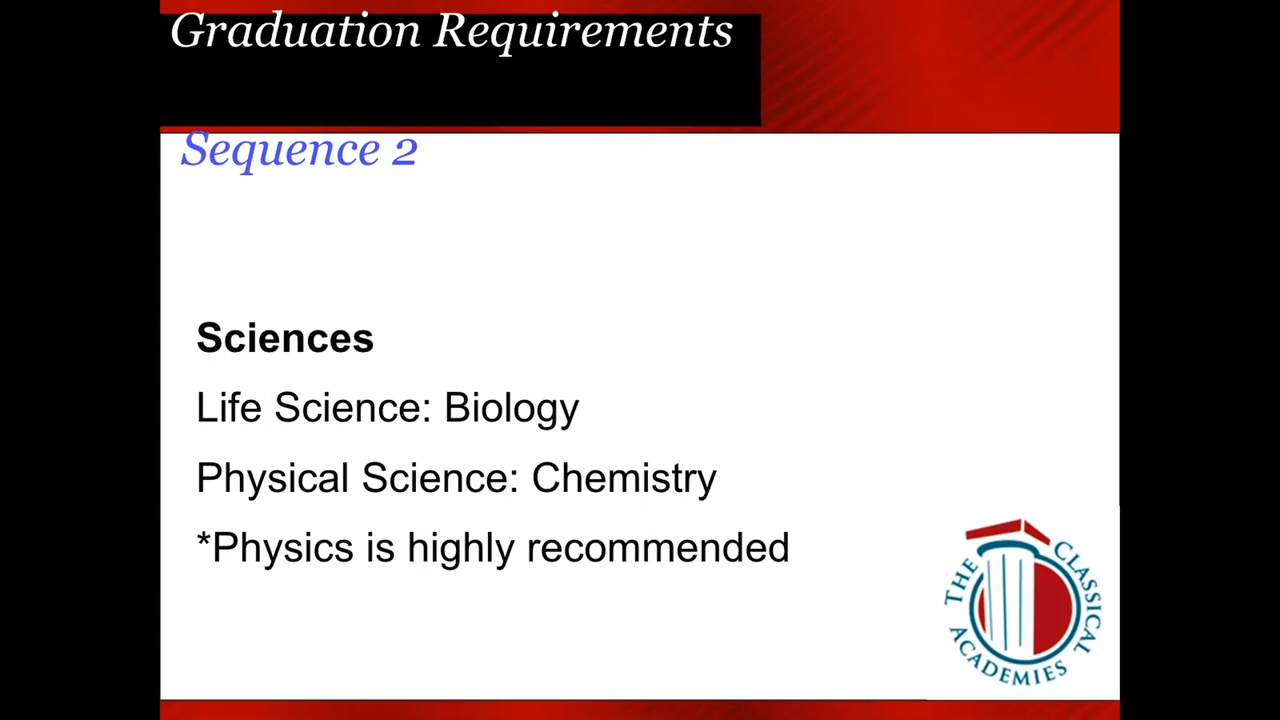 Graduation Requirements
Sequence 2
Sciences
Life Science: Biology
Physical Science: Chemistry
*Physics is highly recommended
THE CLASSICAL ACADEMIES